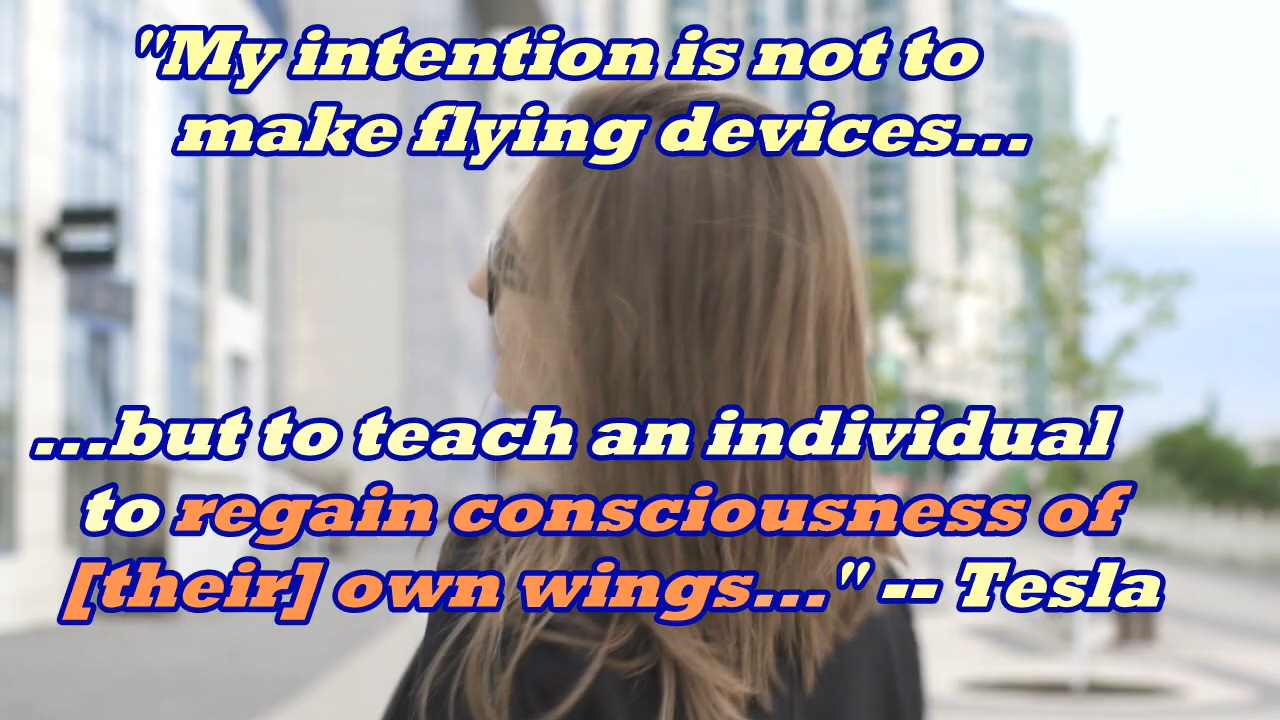 "My intention is not to
make flying devices...
...but to teach an individual
to regain consciousness of
[their] own wings..." -- Tesla